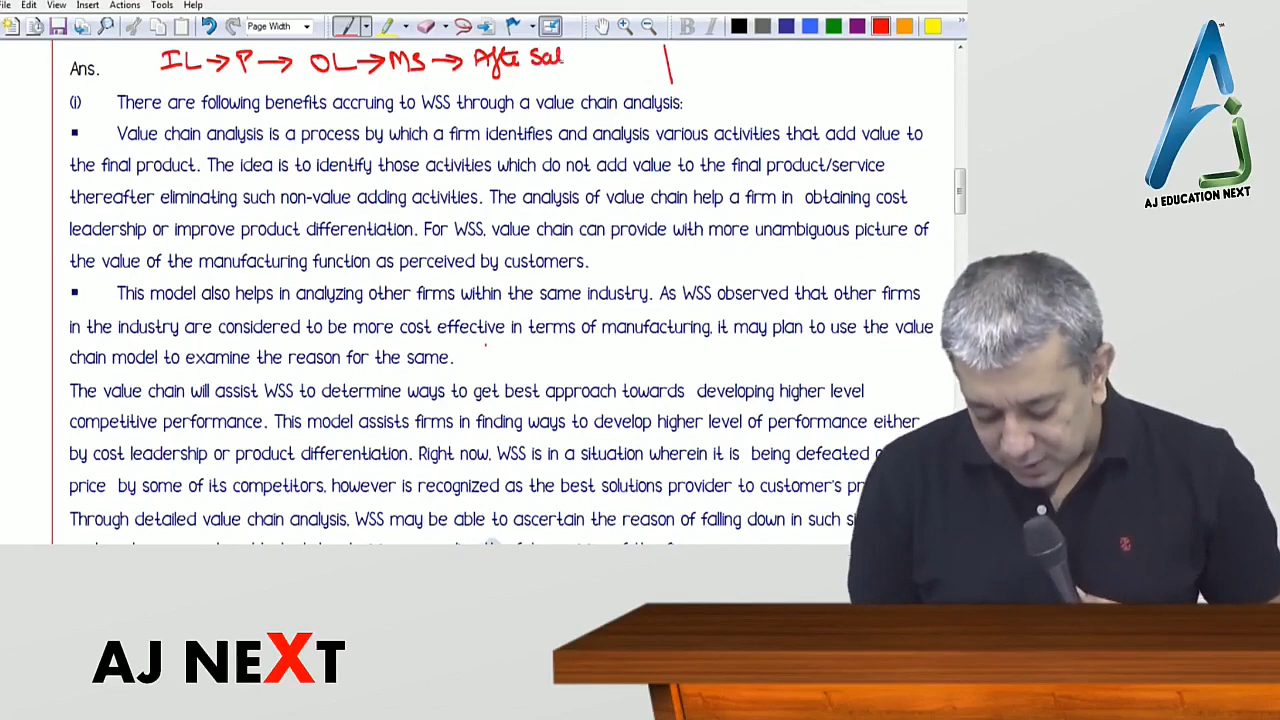 File Edit View Insert Actions Tools Help
Page Width
B I
Ans. IL → P → OL → MS → Afte Sal
(i) There are following benefits accruing to WSS through a value chain analysis:
▪ Value chain analysis is a process by which a firm identifies and analysis various activities that add value to
the final product. The idea is to identify those activities which do not add value to the final product/service
thereafter eliminating such non-value adding activities. The analysis of value chain help a firm in obtaining cost
leadership or improve product differentiation. For WSS, value chain can provide with more unambiguous picture of
the value of the manufacturing function as perceived by customers.
▪ This model also helps in analyzing other firms within the same industry. As WSS observed that other firms
in the industry are considered to be more cost effective in terms of manufacturing, it may plan to use the value
chain model to examine the reason for the same.
The value chain will assist WSS to determine ways to get best approach towards developing higher level
competitive performance. This model assists firms in finding ways to develop higher level of performance either
by cost leadership or product differentiation. Right now, WSS is in a situation wherein it is being defeated
price by some of its competitors, however is recognized as the best solutions provider to customer's
Through detailed value chain analysis, WSS may be able to ascertain the reason of falling down in such
AJ EDUCATION NEXT
AJ NEXT